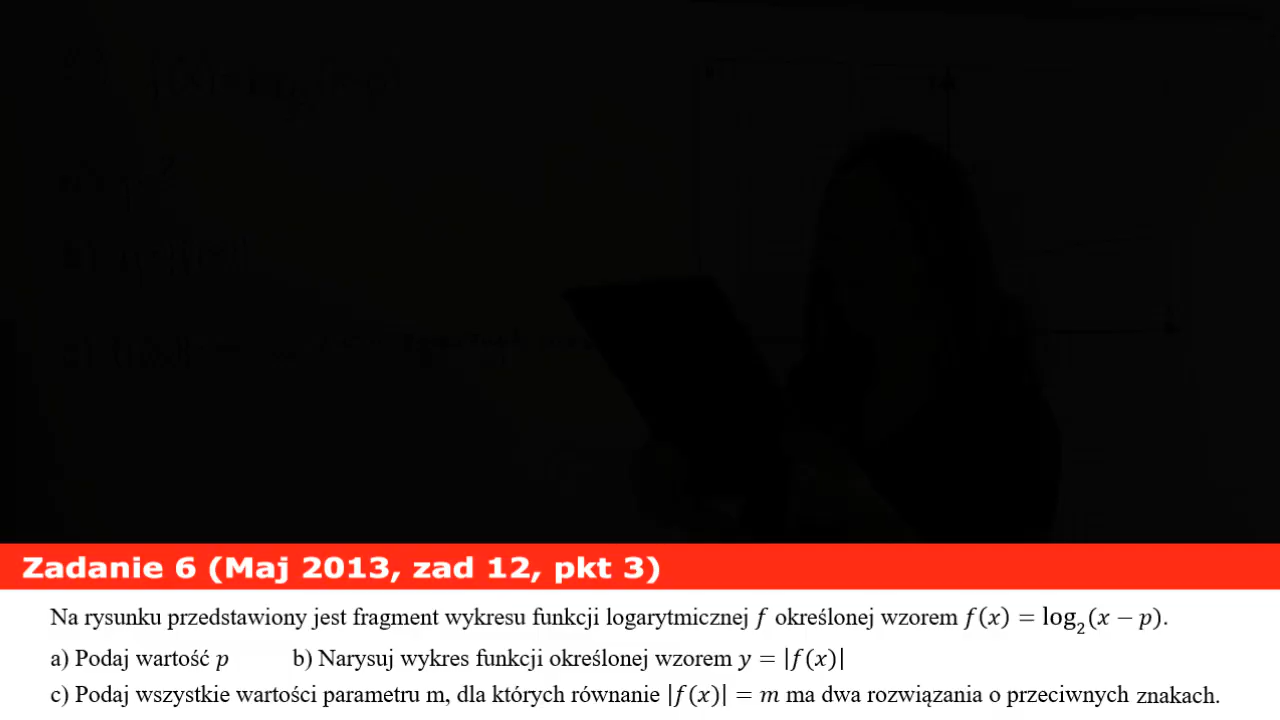 Zadanie 6 (Maj 2013, zad 12, pkt 3)
Na rysunku przedstawiony jest fragment wykresu funkcji logarytmicznej f określonej wzorem f(x) = log₂(x − p).
a) Podaj wartość p b) Narysuj wykres funkcji określonej wzorem y = |f(x)|
c) Podaj wszystkie wartości parametru m, dla których równanie |f(x)| = m ma dwa rozwiązania o przeciwnych znakach.